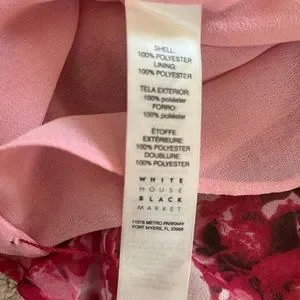 SHELL:
100% POLYESTER
LINING:
100% POLYESTER
TELA EXTERIOR:
100% poliéster
FORRO:
100% poliéster
ÉTOFFE
EXTÉRIEURE:
100% POLYESTER
DOUBLURE:
100% POLYESTER
WHITE
HOUSE
BLACK
MARKET
11215 METRO PARKWAY
FORT MYERS, FL 33966